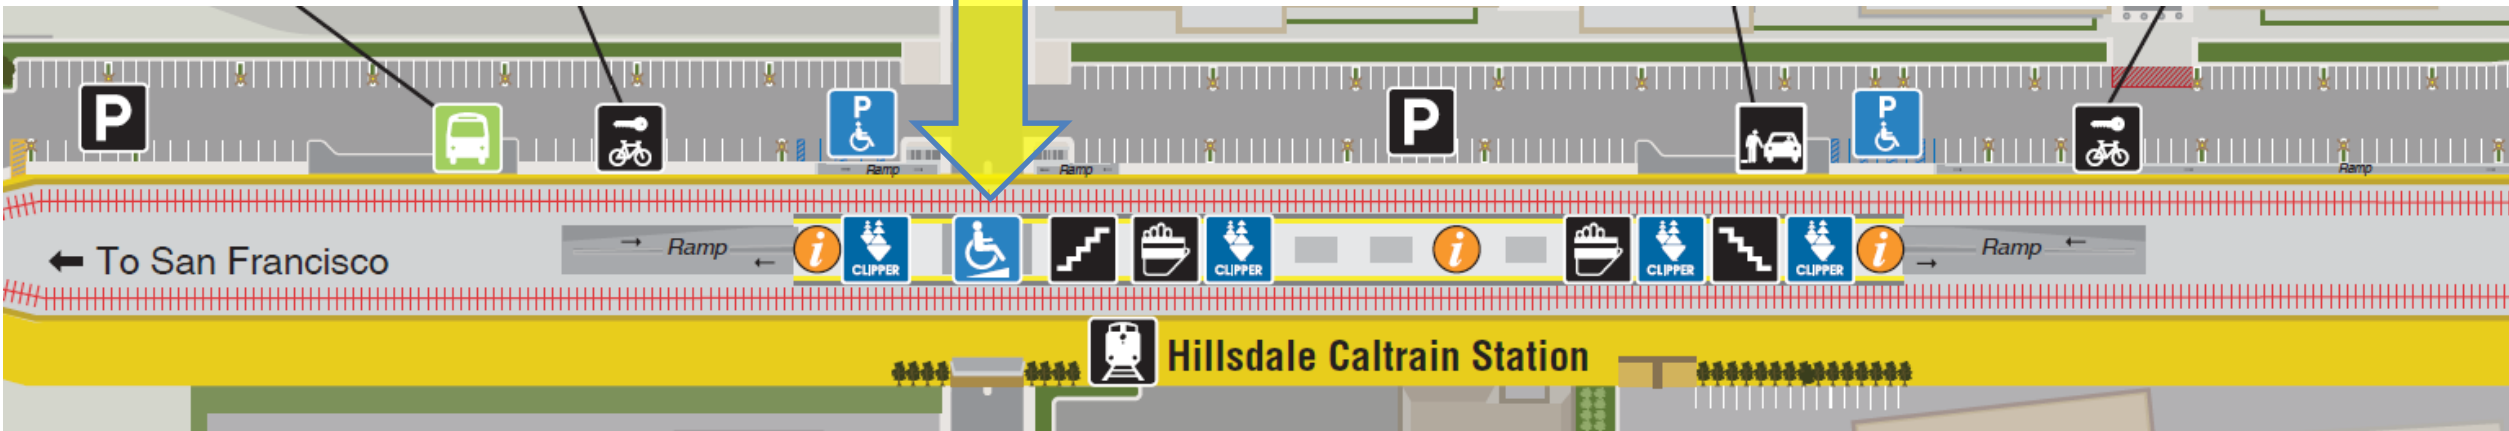 P
P
P
P
Ramp
Ramp
Ramp
← To San Francisco
Ramp
i
CLIPPER
CLIPPER
i
CLIPPER
CLIPPER
i
Ramp
Hillsdale Caltrain Station